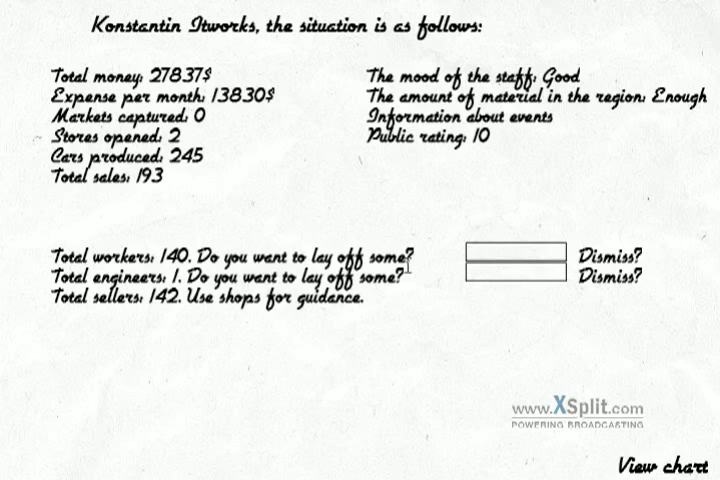 Konstantin Itworks, the situation is as follows:
Total money: 27837$
Expense per month: 13830$
Markets captured: 0
Stores opened: 2
Cars produced: 245
Total sales: 193
The mood of the staff: Good
The amount of material in the region: Enough
Information about events
Public rating: 10
Total workers: 140. Do you want to lay off some?
Dismiss?
Total engineers: 1. Do you want to lay off some?
Dismiss?
Total sellers: 142. Use shops for guidance.
www.XSplit.com
POWERING BROADCASTING
View chart